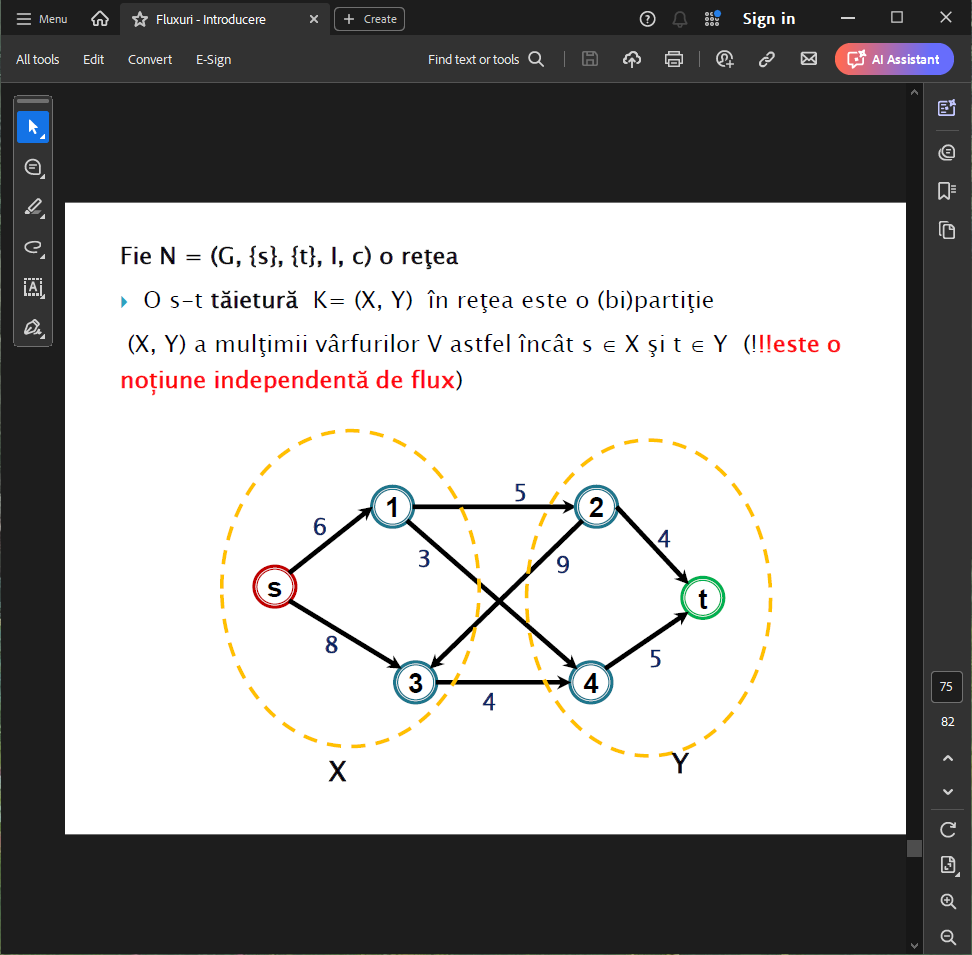 Menu
Fluxuri - Introducere
Create
Sign in
All tools
Edit
Convert
E-Sign
Find text or tools
AI Assistant
Fie N = (G, {s}, {t}, I, c) o reţea
O s-t tăietură K= (X, Y) în reţea este o (bi)partiţie
(X, Y) a mulţimii vârfurilor V astfel încât s ∈ X şi t ∈ Y (!!!este o
noțiune independentă de flux)
5
1
2
6
3
9
4
s
t
8
5
3
4
4
X
Y
75
82